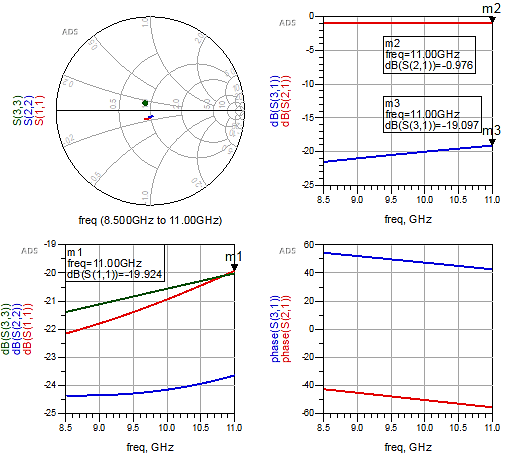 ADS
S(3,3)
S(2,2)
S(1,1)
freq (8.500GHz to 11.00GHz)
m2
0
-5
-10
-15
-20
-25
8.5
9.0
9.5
10.0
10.5
11.0
freq, GHz
dB(S(3,1))
dB(S(2,1))
ADS
m2
freq=11.00GHz
dB(S(2,1))=-0.976
m3
freq=11.00GHz
dB(S(3,1))=-19.097
m3
ADS
-19
-20
-21
-22
-23
-24
-25
8.5
9.0
9.5
10.0
10.5
11.0
freq, GHz
dB(S(3,3))
dB(S(2,2))
dB(S(1,1))
m1
freq=11.00GHz
dB(S(1,1))=-19.924
m1
ADS
60
40
20
0
-20
-40
-60
8.5
9.0
9.5
10.0
10.5
11.0
freq, GHz
phase(S(3,1))
phase(S(2,1))